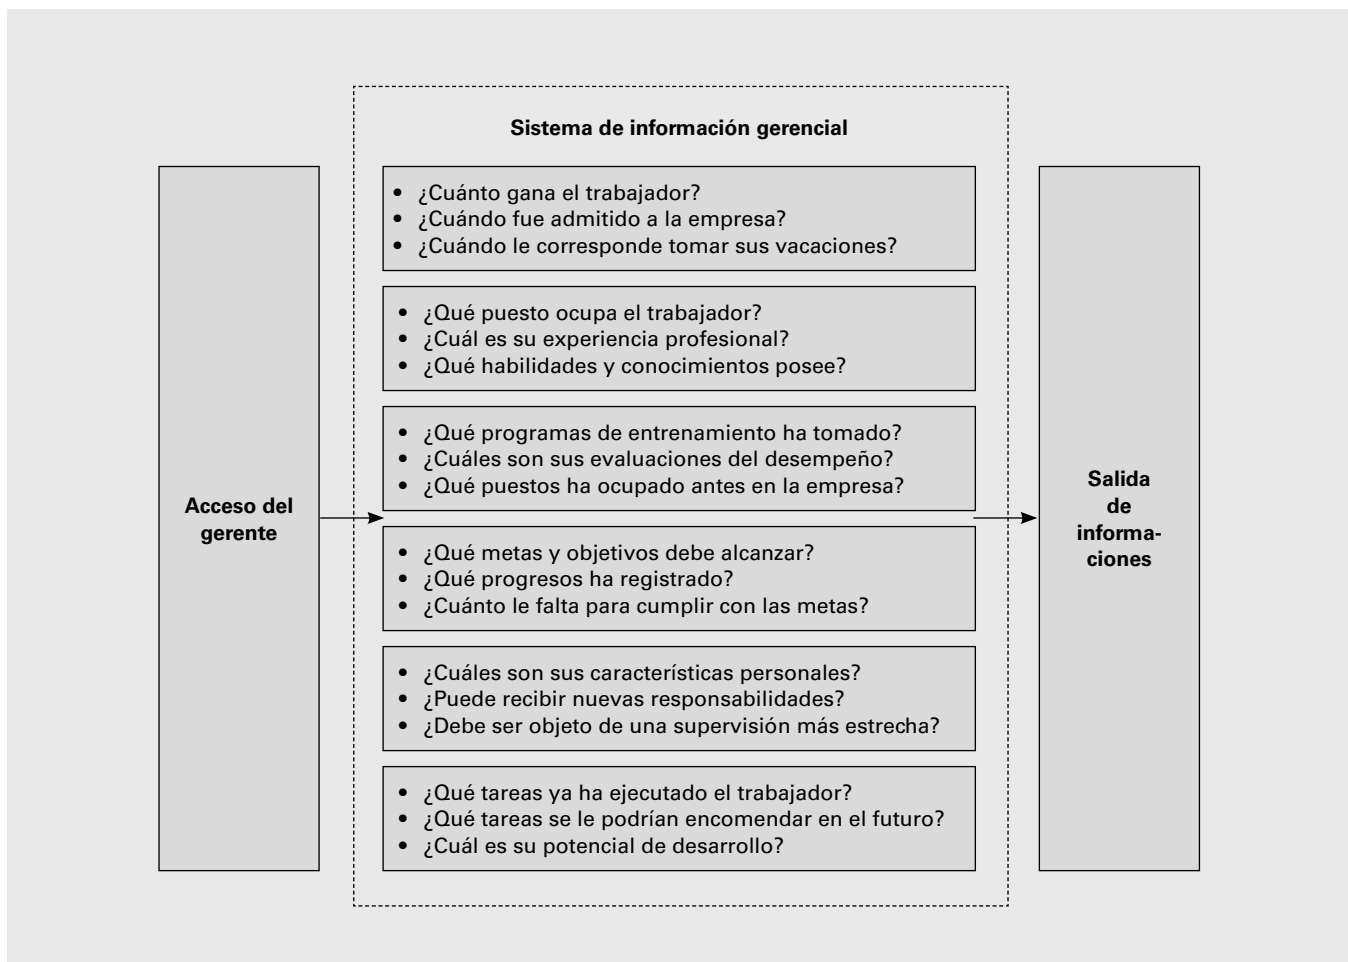 Sistema de información gerencial
Acceso del
gerente
• ¿Cuánto gana el trabajador?
• ¿Cuándo fue admitido a la empresa?
• ¿Cuándo le corresponde tomar sus vacaciones?
• ¿Qué puesto ocupa el trabajador?
• ¿Cuál es su experiencia profesional?
• ¿Qué habilidades y conocimientos posee?
• ¿Qué programas de entrenamiento ha tomado?
• ¿Cuáles son sus evaluaciones del desempeño?
• ¿Qué puestos ha ocupado antes en la empresa?
• ¿Qué metas y objetivos debe alcanzar?
• ¿Qué progresos ha registrado?
• ¿Cuánto le falta para cumplir con las metas?
• ¿Cuáles son sus características personales?
• ¿Puede recibir nuevas responsabilidades?
• ¿Debe ser objeto de una supervisión más estrecha?
• ¿Qué tareas ya ha ejecutado el trabajador?
• ¿Qué tareas se le podrían encomendar en el futuro?
• ¿Cuál es su potencial de desarrollo?
Salida
de
informa-
ciones